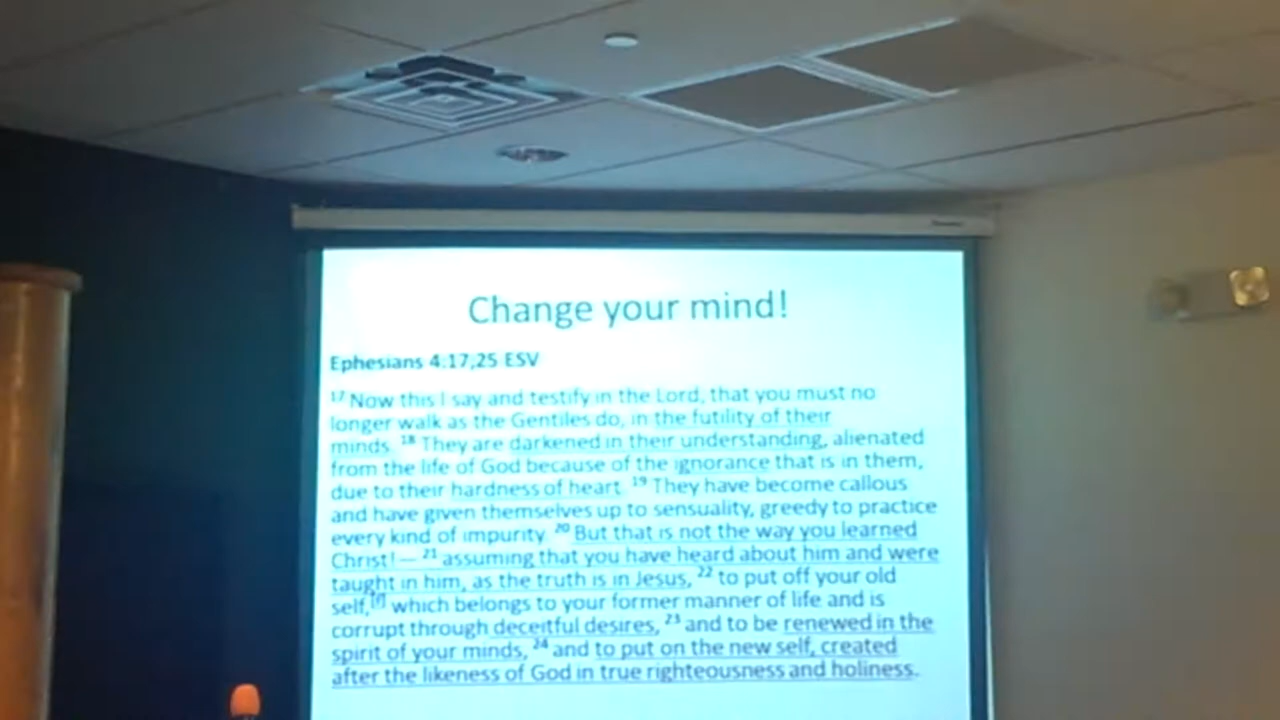 Change your mind!
Ephesians 4:17,25 ESV
17 Now this I say and testify in the Lord, that you must no
longer walk as the Gentiles do, in the futility of their
minds. 18 They are darkened in their understanding, alienated
from the life of God because of the ignorance that is in them,
due to their hardness of heart. 19 They have become callous
and have given themselves up to sensuality, greedy to practice
every kind of impurity. 20 But that is not the way you learned
Christ!— 21 assuming that you have heard about him and were
taught in him, as the truth is in Jesus, 22 to put off your old
self, which belongs to your former manner of life and is
corrupt through deceitful desires, 23 and to be renewed in the
spirit of your minds, 24 and to put on the new self, created
after the likeness of God in true righteousness and holiness.